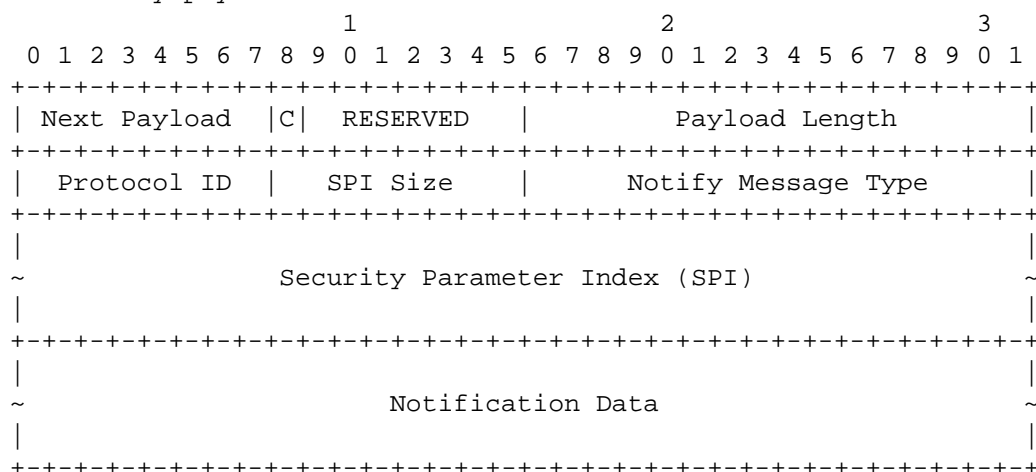 1                   2                   3
 0 1 2 3 4 5 6 7 8 9 0 1 2 3 4 5 6 7 8 9 0 1 2 3 4 5 6 7 8 9 0 1
+-+-+-+-+-+-+-+-+-+-+-+-+-+-+-+-+-+-+-+-+-+-+-+-+-+-+-+-+-+-+-+-+
| Next Payload  |C|  RESERVED   |         Payload Length        |
+-+-+-+-+-+-+-+-+-+-+-+-+-+-+-+-+-+-+-+-+-+-+-+-+-+-+-+-+-+-+-+-+
|  Protocol ID  |   SPI Size    |      Notify Message Type      |
+-+-+-+-+-+-+-+-+-+-+-+-+-+-+-+-+-+-+-+-+-+-+-+-+-+-+-+-+-+-+-+-+
|                                                               |
~                Security Parameter Index (SPI)                 ~
|                                                               |
+-+-+-+-+-+-+-+-+-+-+-+-+-+-+-+-+-+-+-+-+-+-+-+-+-+-+-+-+-+-+-+-+
|                                                               |
~                       Notification Data                       ~
|                                                               |
+-+-+-+-+-+-+-+-+-+-+-+-+-+-+-+-+-+-+-+-+-+-+-+-+-+-+-+-+-+-+-+-+